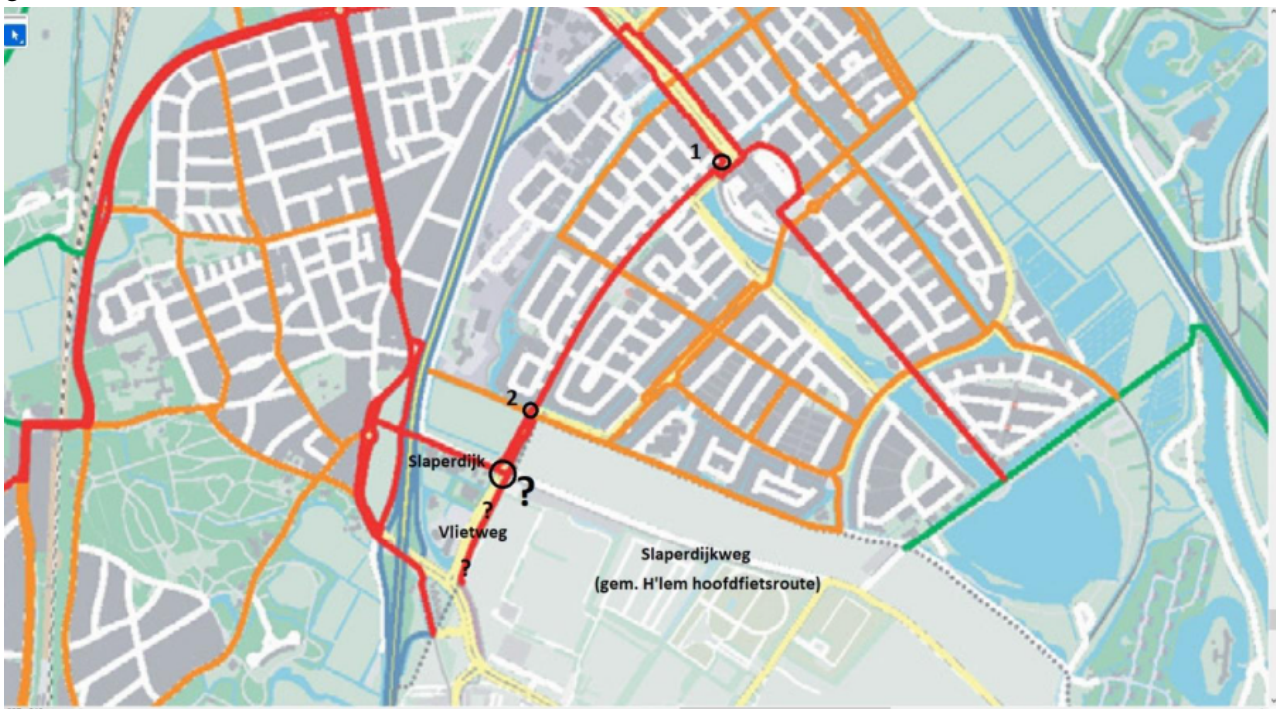 1
2
Slaperdijk
?
?
Vlietweg
?
Slaperdijkweg
(gem. H'lem hoofdfietsroute)